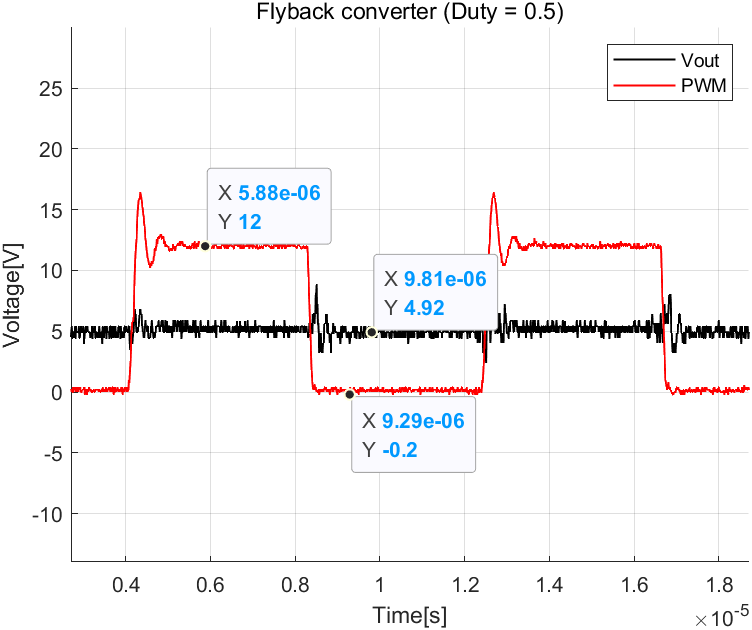 Flyback converter (Duty = 0.5)
Vout
PWM
25
20
15
10
5
0
-5
-10
Voltage[V]
X 5.88e-06
Y 12
X 9.81e-06
Y 4.92
X 9.29e-06
Y -0.2
0.4 0.6 0.8 1 1.2 1.4 1.6 1.8
Time[s]
×10⁻⁵